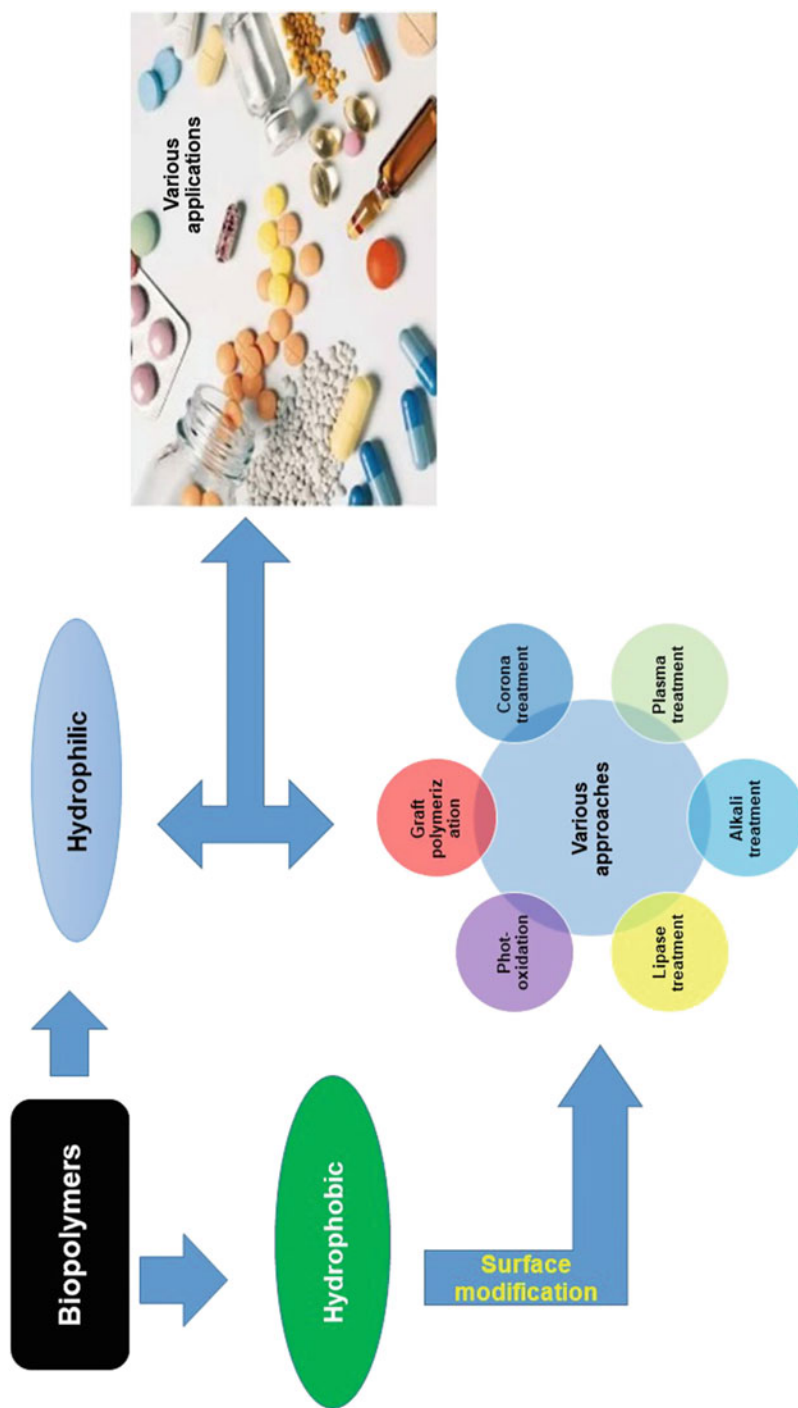 Biopolymers
Hydrophilic
Hydrophobic
Surface
modification
Various
applications
Various
approaches
Graft
polymeriz
ation
Corona
treatment
Plasma
treatment
Alkali
treatment
Lipase
treatment
Phot-
oxidation